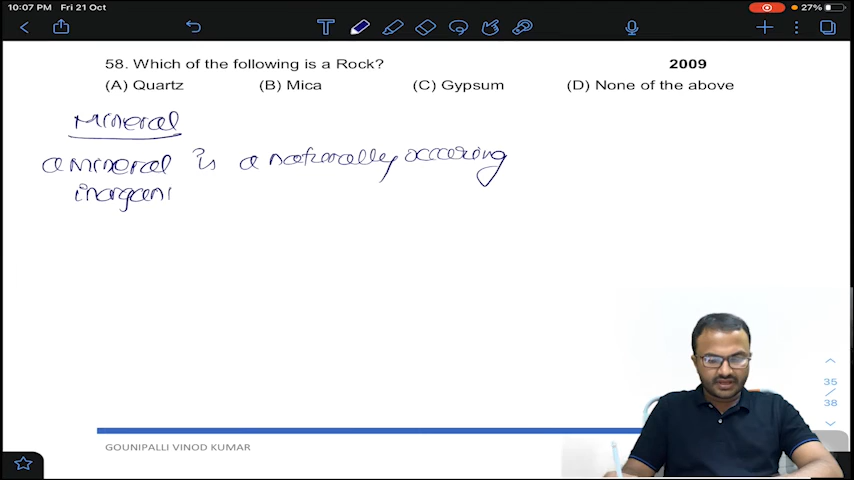 10:07 PM Fri 21 Oct
27%
58. Which of the following is a Rock? 2009
(A) Quartz (B) Mica (C) Gypsum (D) None of the above
Mineral
a mineral is a naturally occuring
inorgani
35
/
38
GOUNIPALLI VINOD KUMAR